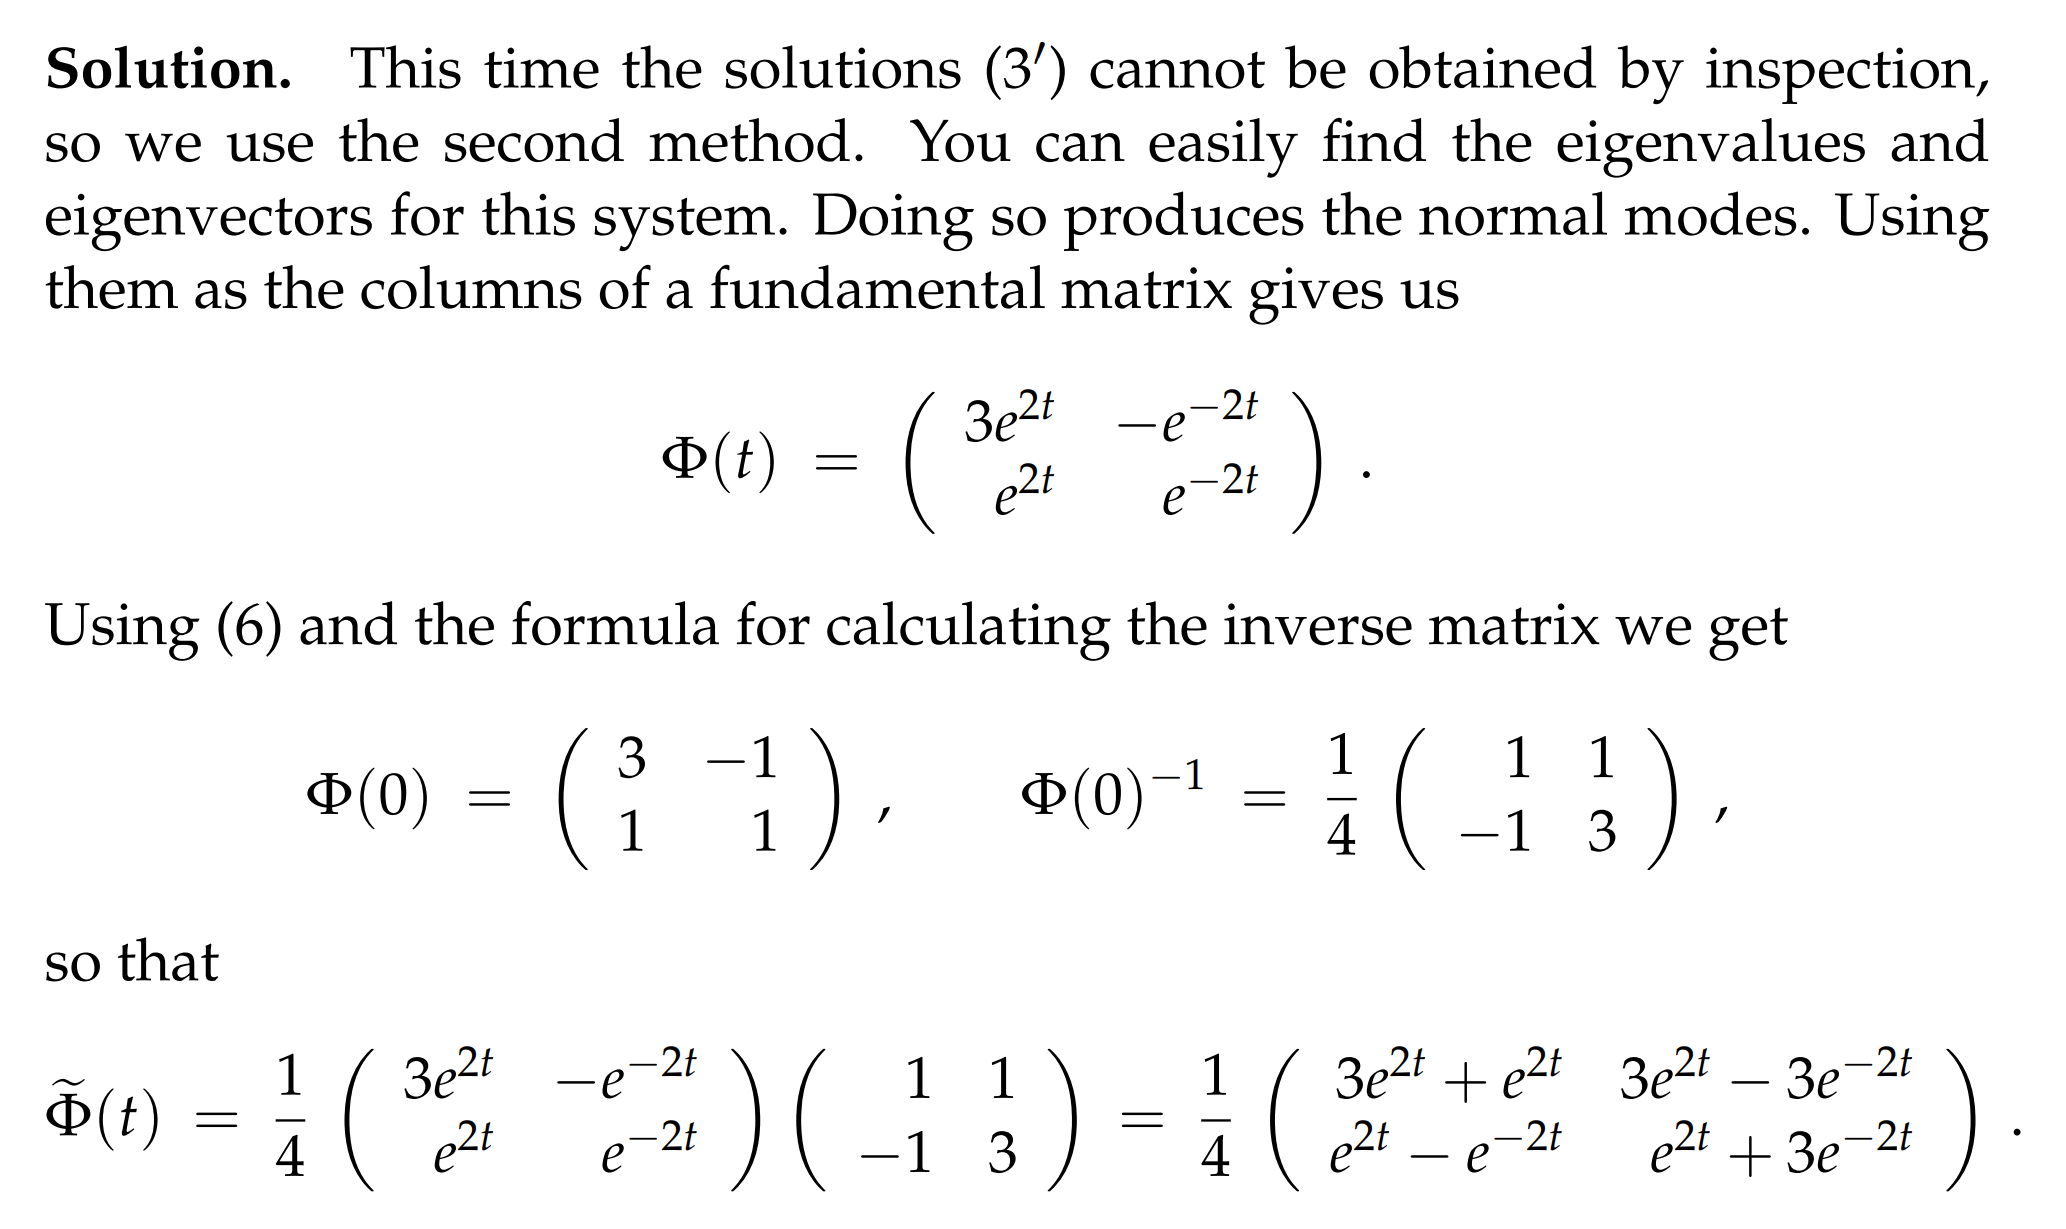 Solution. This time the solutions (3′) cannot be obtained by inspection,
so we use the second method. You can easily find the eigenvalues and
eigenvectors for this system. Doing so produces the normal modes. Using
them as the columns of a fundamental matrix gives us
$\Phi(t) = \begin{pmatrix} 3e^{2t} & -e^{-2t} \\ e^{2t} & e^{-2t} \end{pmatrix}.$
Using (6) and the formula for calculating the inverse matrix we get
$\Phi(0) = \begin{pmatrix} 3 & -1 \\ 1 & 1 \end{pmatrix}, \quad \Phi(0)^{-1} = \frac{1}{4} \begin{pmatrix} 1 & 1 \\ -1 & 3 \end{pmatrix},$
so that
$\widetilde{\Phi}(t) = \frac{1}{4} \begin{pmatrix} 3e^{2t} & -e^{-2t} \\ e^{2t} & e^{-2t} \end{pmatrix} \begin{pmatrix} 1 & 1 \\ -1 & 3 \end{pmatrix} = \frac{1}{4} \begin{pmatrix} 3e^{2t} + e^{2t} & 3e^{2t} - 3e^{-2t} \\ e^{2t} - e^{-2t} & e^{2t} + 3e^{-2t} \end{pmatrix}.$